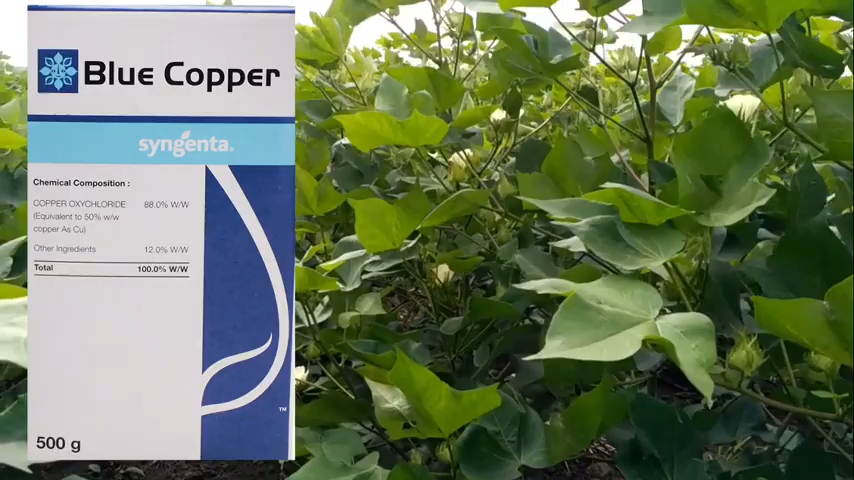 Blue Copper
syngenta.
Chemical Composition :
COPPER OXYCHLORIDE 88.0% W/W
(Equivalent to 50% w/w
copper As Cu)
Other Ingredients 12.0% W/W
Total 100.0% W/W
TM
500 g